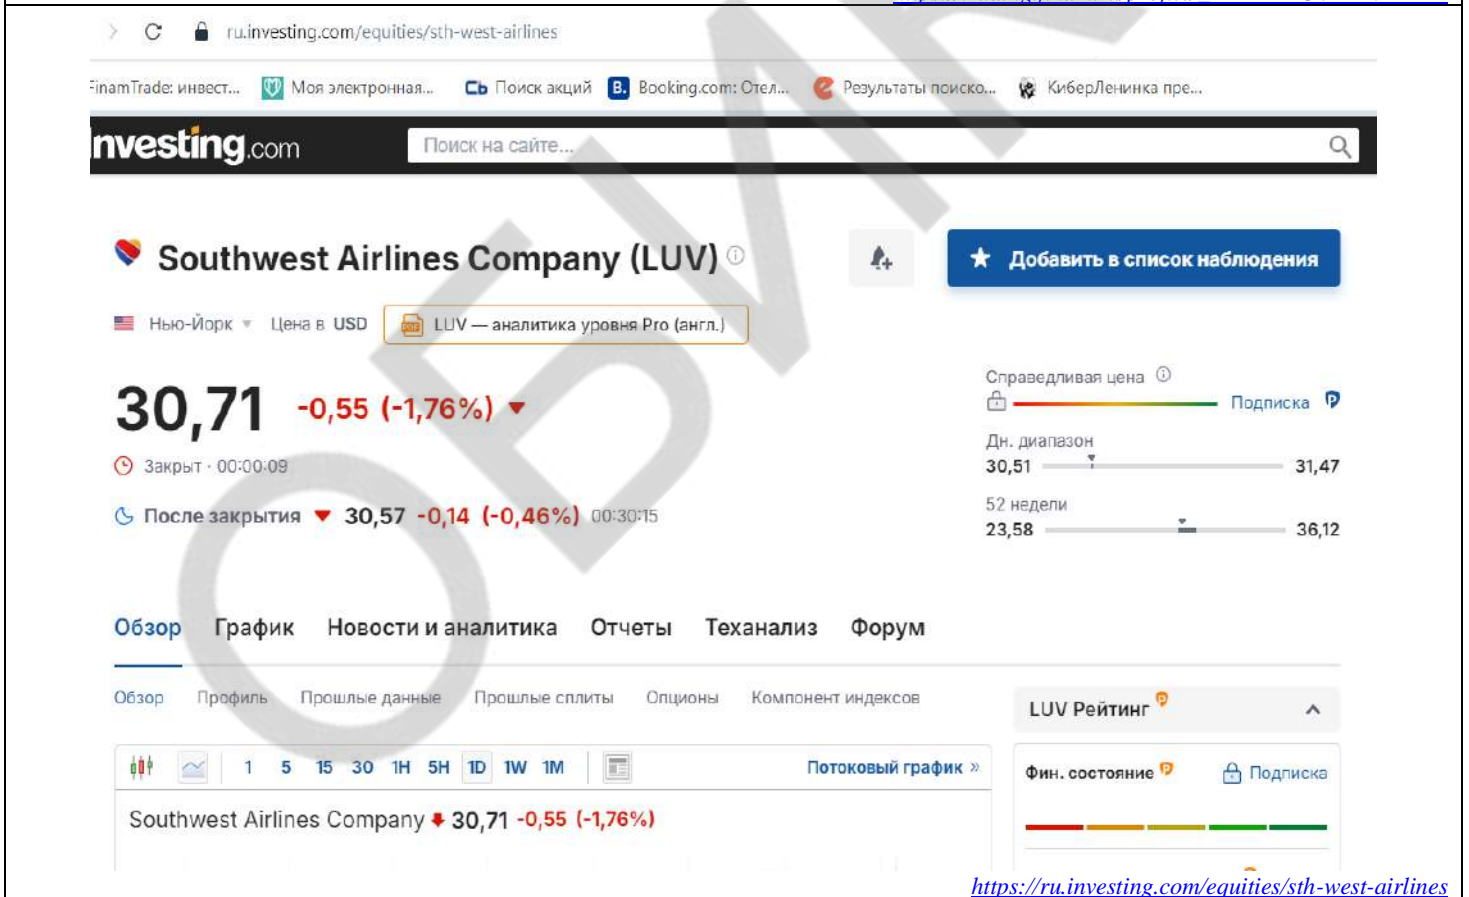 ru.investing.com/equities/sth-west-airlines
FinamTrade: инвест... Моя электронная... Сь Поиск акций B. Booking.com: Отел... Результаты поиско... КиберЛенинка пре...
Investing.com Поиск на сайте...
Southwest Airlines Company (LUV)
Добавить в список наблюдения
Нью-Йорк Цена в USD LUV — аналитика уровня Pro (англ.)
30,71 -0,55 (-1,76%)
Закрыт · 00:00:09
После закрытия 30,57 -0,14 (-0,46%) 00:30:15
Справедливая цена
Подписка
Дн. диапазон
30,51 31,47
52 недели
23,58 36,12
Обзор График Новости и аналитика Отчеты Теханализ Форум
Обзор Профиль Прошлые данные Прошлые сплиты Опционы Компонент индексов
LUV Рейтинг
1 5 15 30 1H 5H 1D 1W 1M Потоковый график »
Фин. состояние Подписка
Southwest Airlines Company 30,71 -0,55 (-1,76%)
https://ru.investing.com/equities/sth-west-airlines